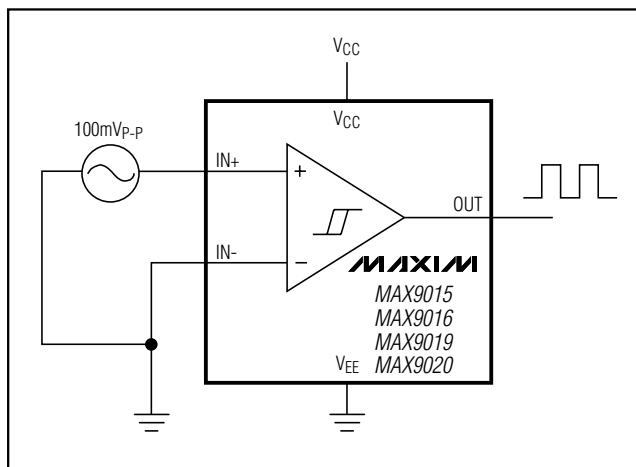 VCC
VCC
100mVP-P
IN+
+
OUT
IN-
−
MAXIM
MAX9015
MAX9016
MAX9019
VEE MAX9020